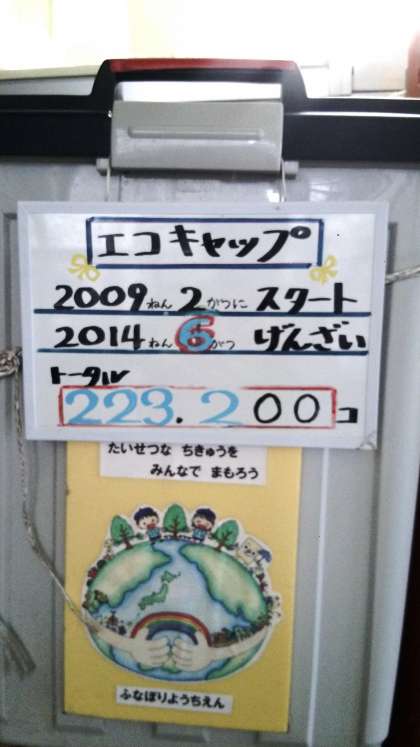 エコキャップ
2009ねん 2かつに スタート
2014ねん 6がつ げんざい
トータル
223.200コ
たいせつな ちきゅうを
みんなで まもろう
ふなぼりようちえん